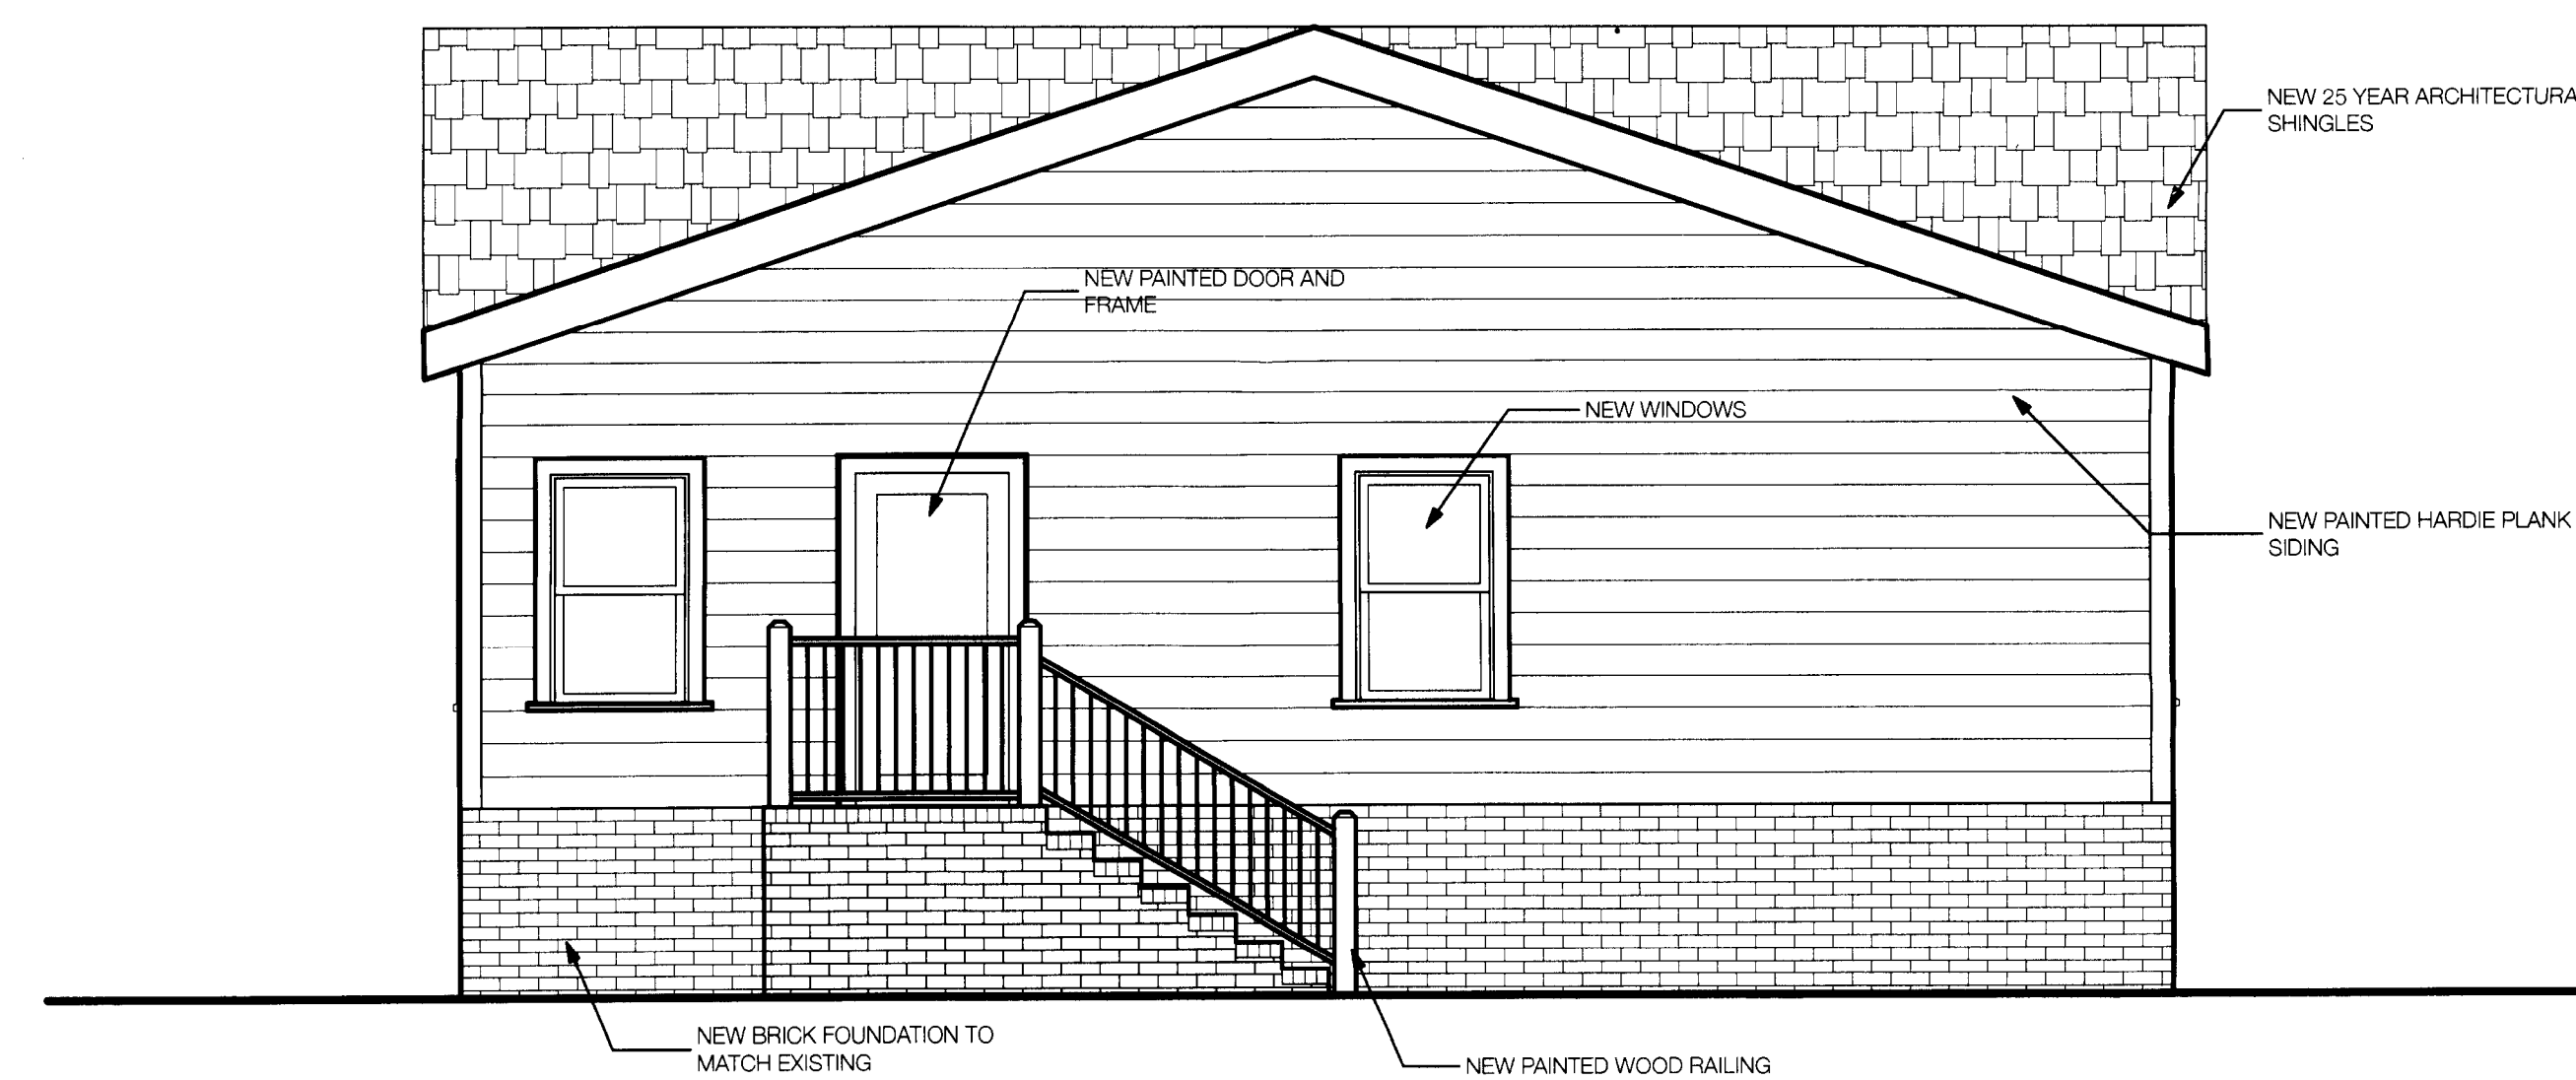 NEW 25 YEAR ARCHITECTURA
SHINGLES
NEW PAINTED DOOR AND
FRAME
NEW WINDOWS
NEW PAINTED HARDIE PLANK
SIDING
NEW BRICK FOUNDATION TO
MATCH EXISTING
NEW PAINTED WOOD RAILING